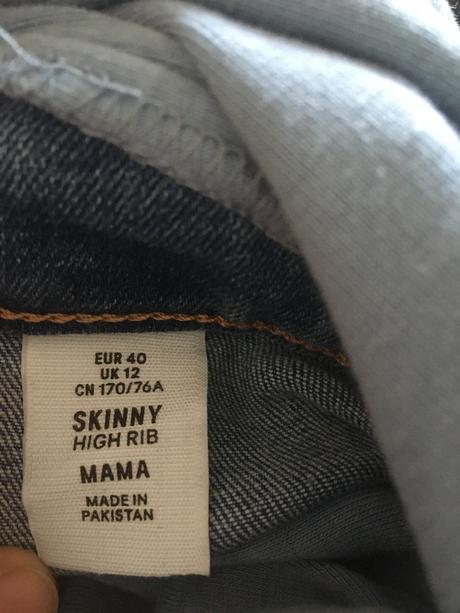 EUR 40
UK 12
CN 170/76A
SKINNY
HIGH RIB
MAMA
MADE IN
PAKISTAN